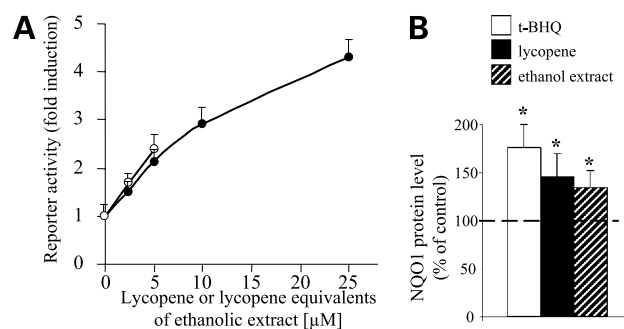 A
Reporter activity (fold induction)
5
4
3
2
1
0
0
5
10
15
20
25
Lycopene or lycopene equivalents
of ethanolic extract [µM]
B
t-BHQ
lycopene
ethanol extract
NQO1 protein level
(% of control)
200
150
100
50
0
*
*
*